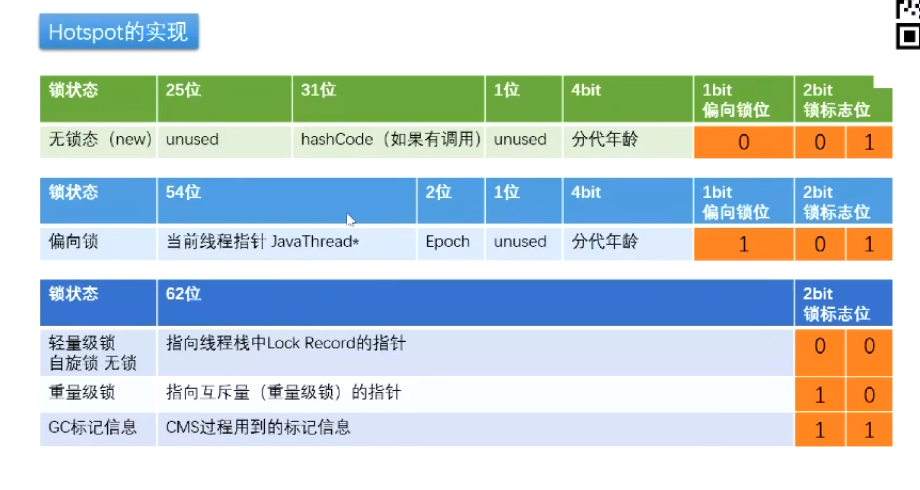 Hotspot的实现
锁状态 25位 31位 1位 4bit 1bit 2bit
偏向锁位 锁标志位
无锁态（new） unused hashCode（如果有调用） unused 分代年龄 0 0 1
锁状态 54位 2位 1位 4bit 1bit 2bit
偏向锁位 锁标志位
偏向锁 当前线程指针 JavaThread* Epoch unused 分代年龄 1 0 1
锁状态 62位 2bit
锁标志位
轻量级锁 指向线程栈中Lock Record的指针 0 0
自旋锁 无锁
重量级锁 指向互斥量（重量级锁）的指针 1 0
GC标记信息 CMS过程用到的标记信息 1 1